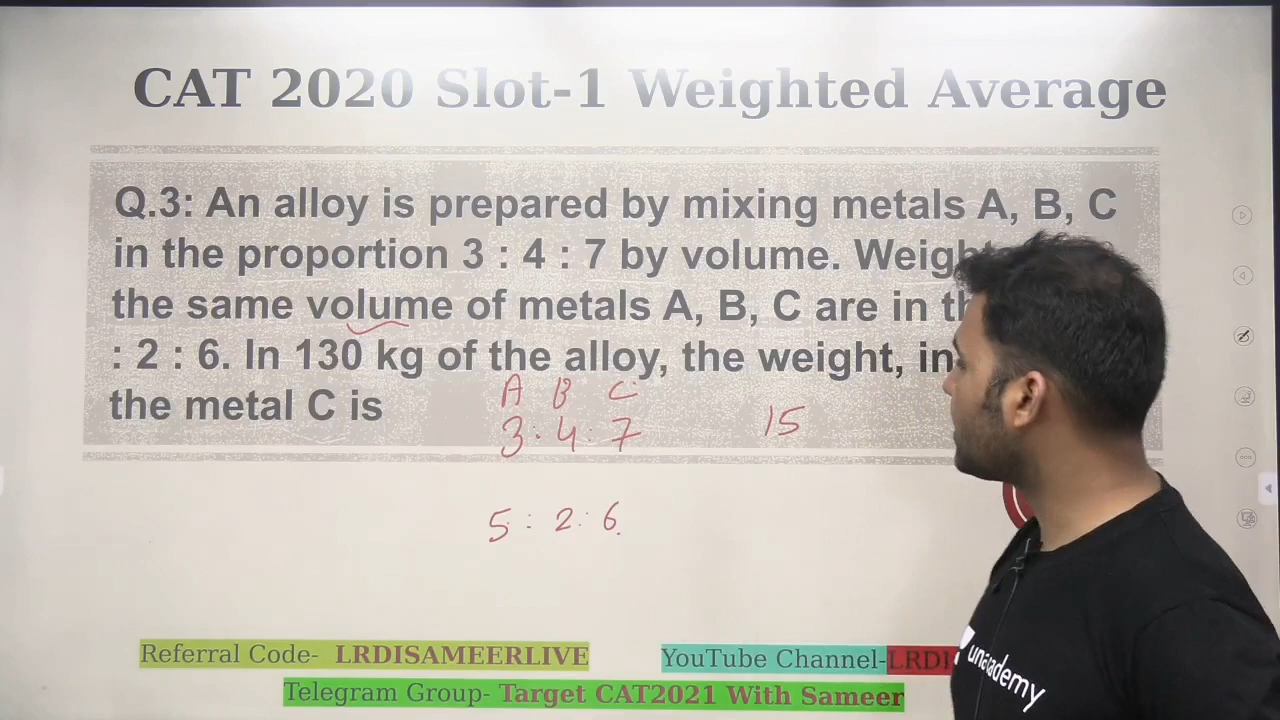 CAT 2020 Slot-1 Weighted Average
Q.3: An alloy is prepared by mixing metals A, B, C
in the proportion 3 : 4 : 7 by volume.
the same volume of metals A, B, C are in
: 2 : 6. In 130 kg of the alloy, the weight, in
the metal C is
A B C
3:4:7
15
5:2:6
Referral Code- LRDISAMEERLIVE
YouTube Channel-LRDI
Telegram Group- Target CAT2021 With Sameer
unacademy